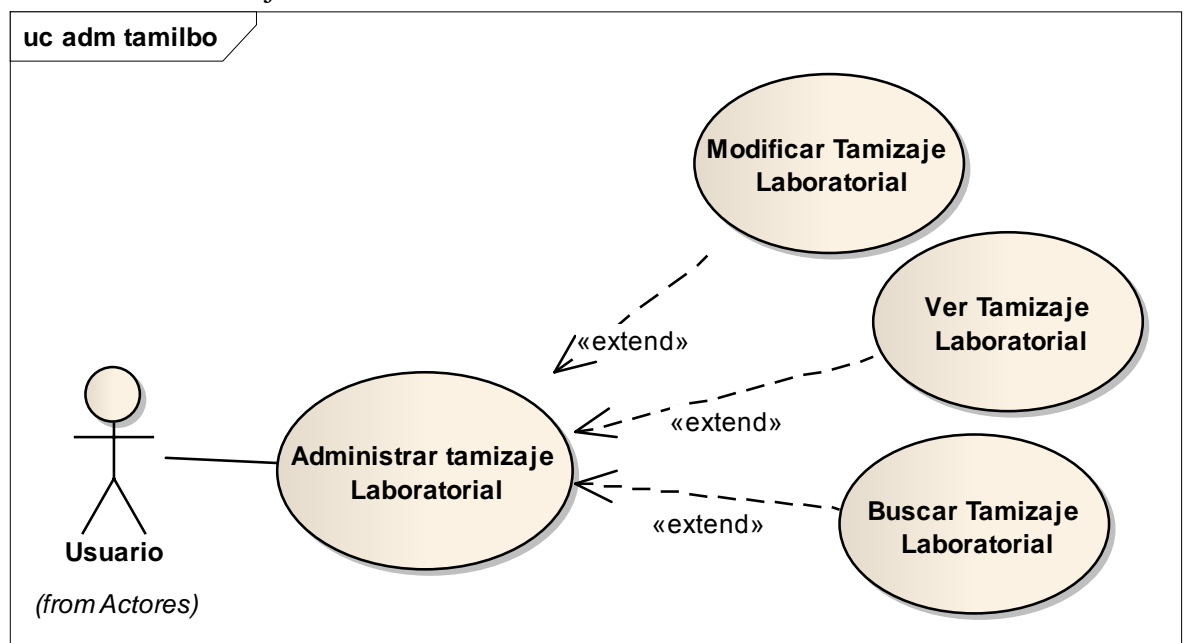 uc adm tamilbo
Modificar Tamizaje
Laboratorial
Ver Tamizaje
Laboratorial
«extend»
«extend»
Administrar tamizaje
Laboratorial
Buscar Tamizaje
Laboratorial
«extend»
Usuario
(from Actores)